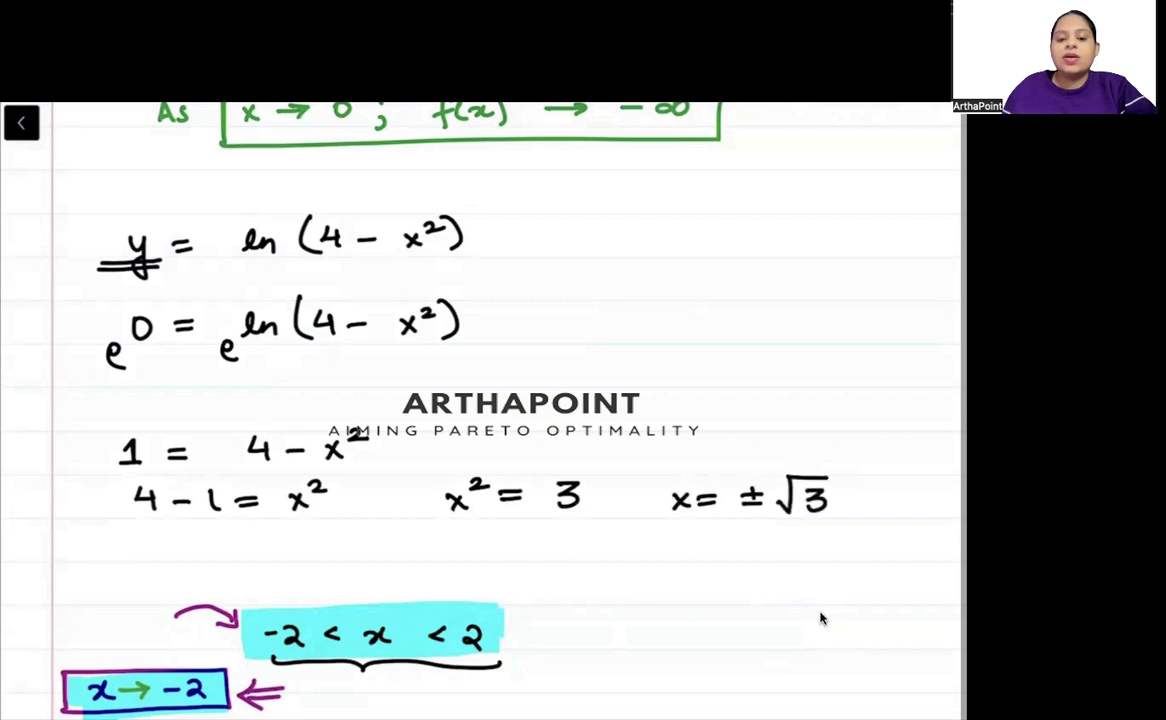 ArthaPoint
As x → 0 ; f(x) → - ∞
y = ln (4 - x²)
e^0 = e^ln (4 - x²)
ARTHAPOINT
AIMING PARETO OPTIMALITY
1 = 4 - x²
4 - 1 = x² x² = 3 x = ± √3
-2 < x < 2
x → -2